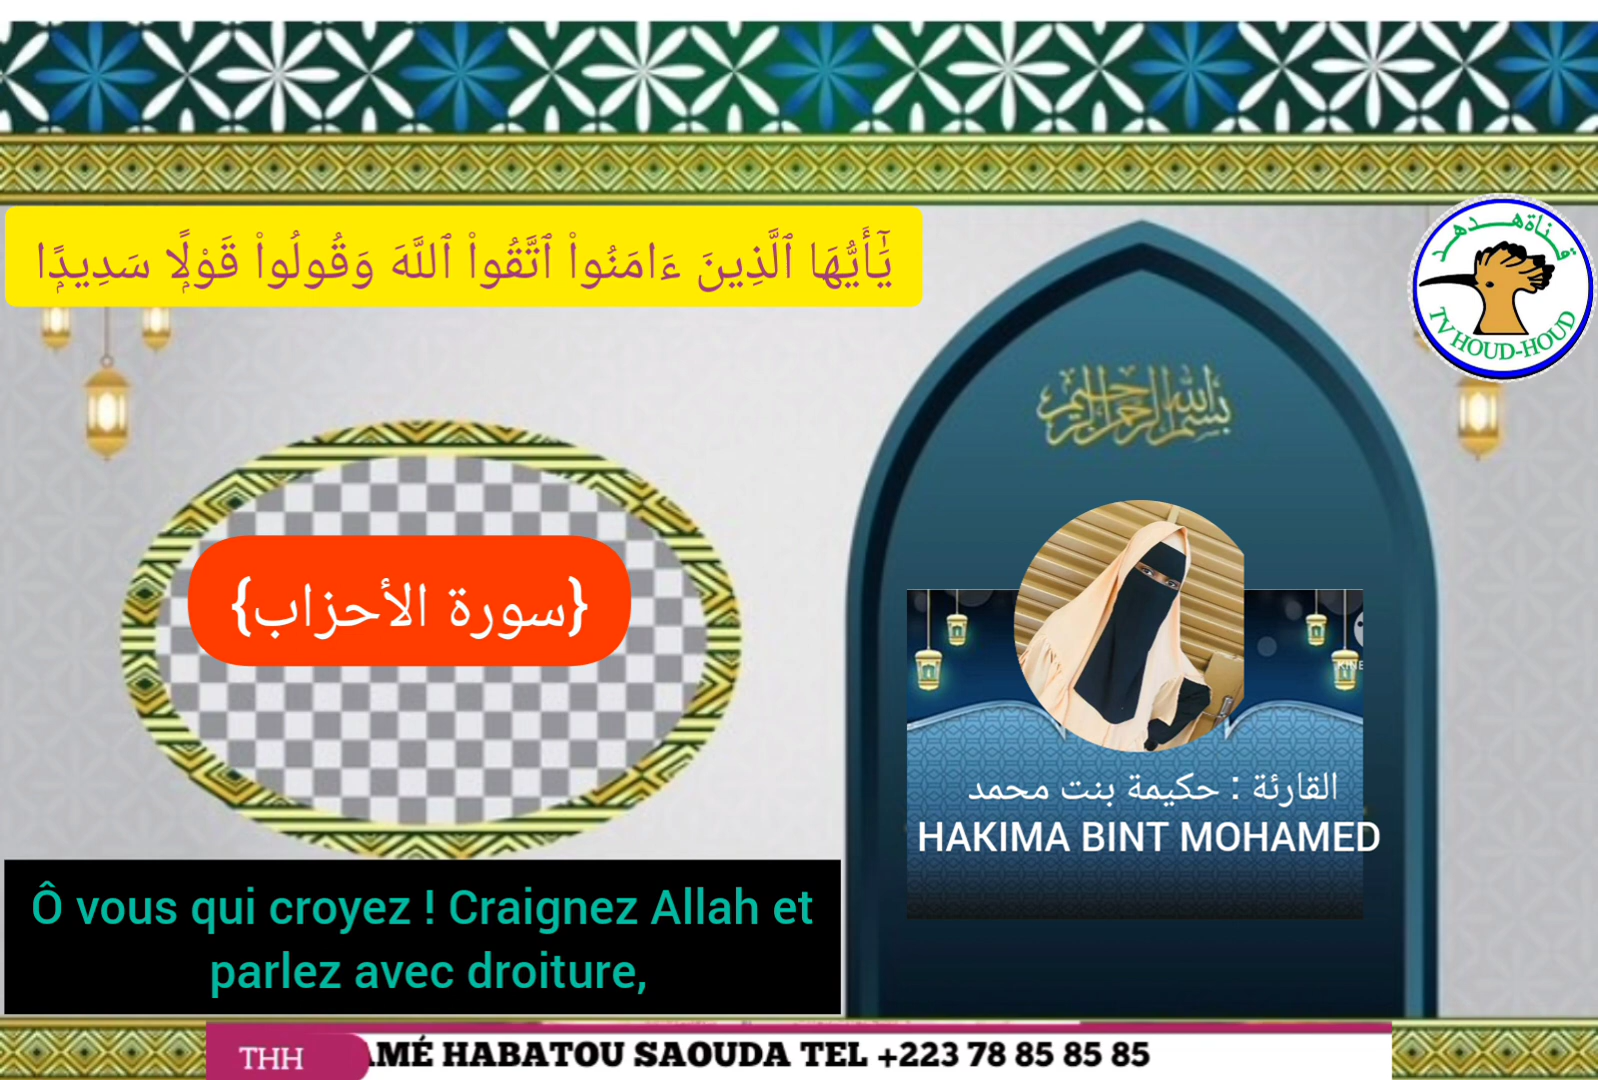 يَٰٓأَيُّهَا ٱلَّذِينَ ءَامَنُوا۟ ٱتَّقُوا۟ ٱللَّهَ وَقُولُوا۟ قَوْلًۭا سَدِيدًۭا
قناة هدهد
TV HOUD-HOUD
بسم الله الرحمن الرحيم
{سورة الأحزاب}
القارئة : حكيمة بنت محمد
HAKIMA BINT MOHAMED
Ô vous qui croyez ! Craignez Allah et
parlez avec droiture,
THH
AMÉ HABATOU SAOUDA TEL +223 78 85 85 85